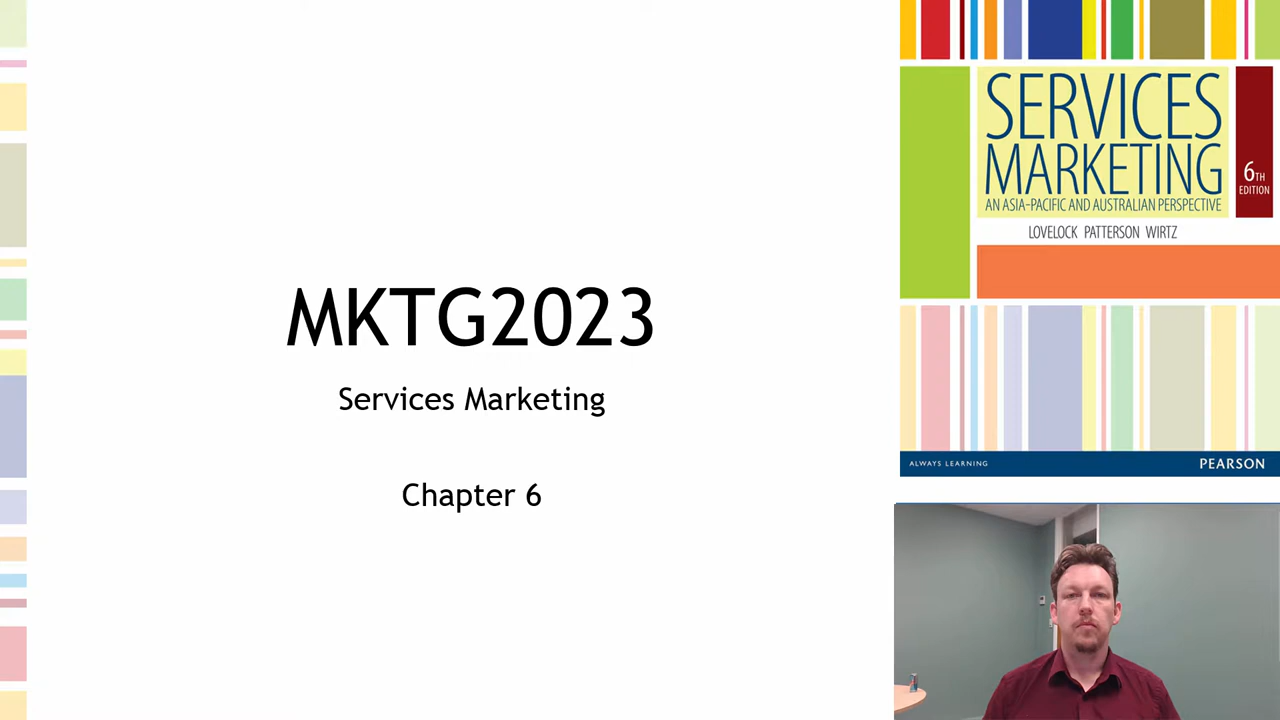 MKTG2023
Services Marketing
Chapter 6
SERVICES
MARKETING
AN ASIA-PACIFIC AND AUSTRALIAN PERSPECTIVE
6TH
EDITION
LOVELOCK PATTERSON WIRTZ
ALWAYS LEARNING
PEARSON